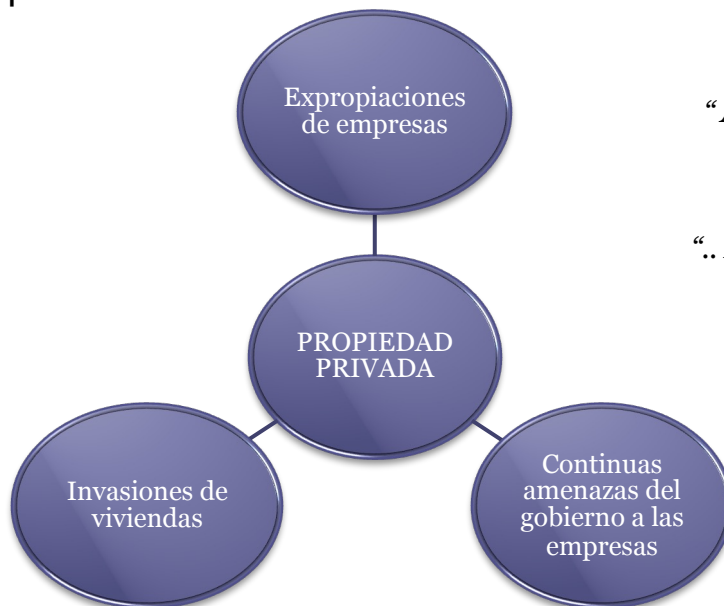 Expropiaciones
de empresas
PROPIEDAD
PRIVADA
Invasiones de
viviendas
Continuas
amenazas del
gobierno a las
empresas